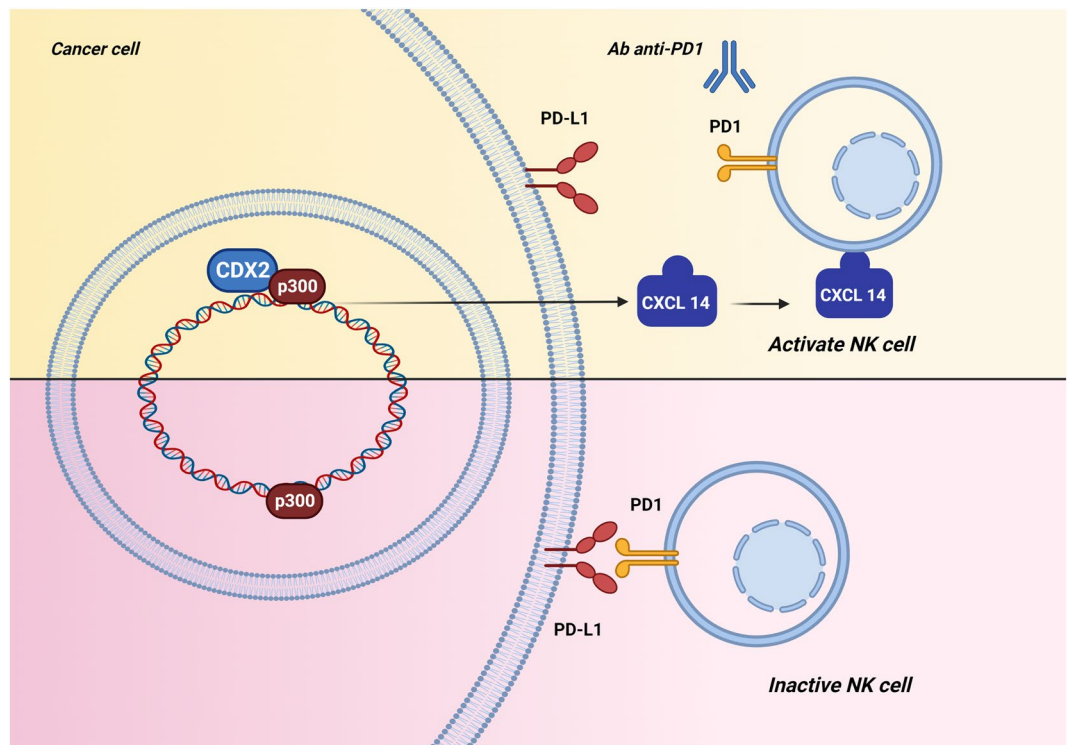 Cancer cell
Ab anti-PD1
PD-L1
PD1
CDX2
p300
CXCL 14
CXCL 14
Activate NK cell
p300
PD1
PD-L1
Inactive NK cell